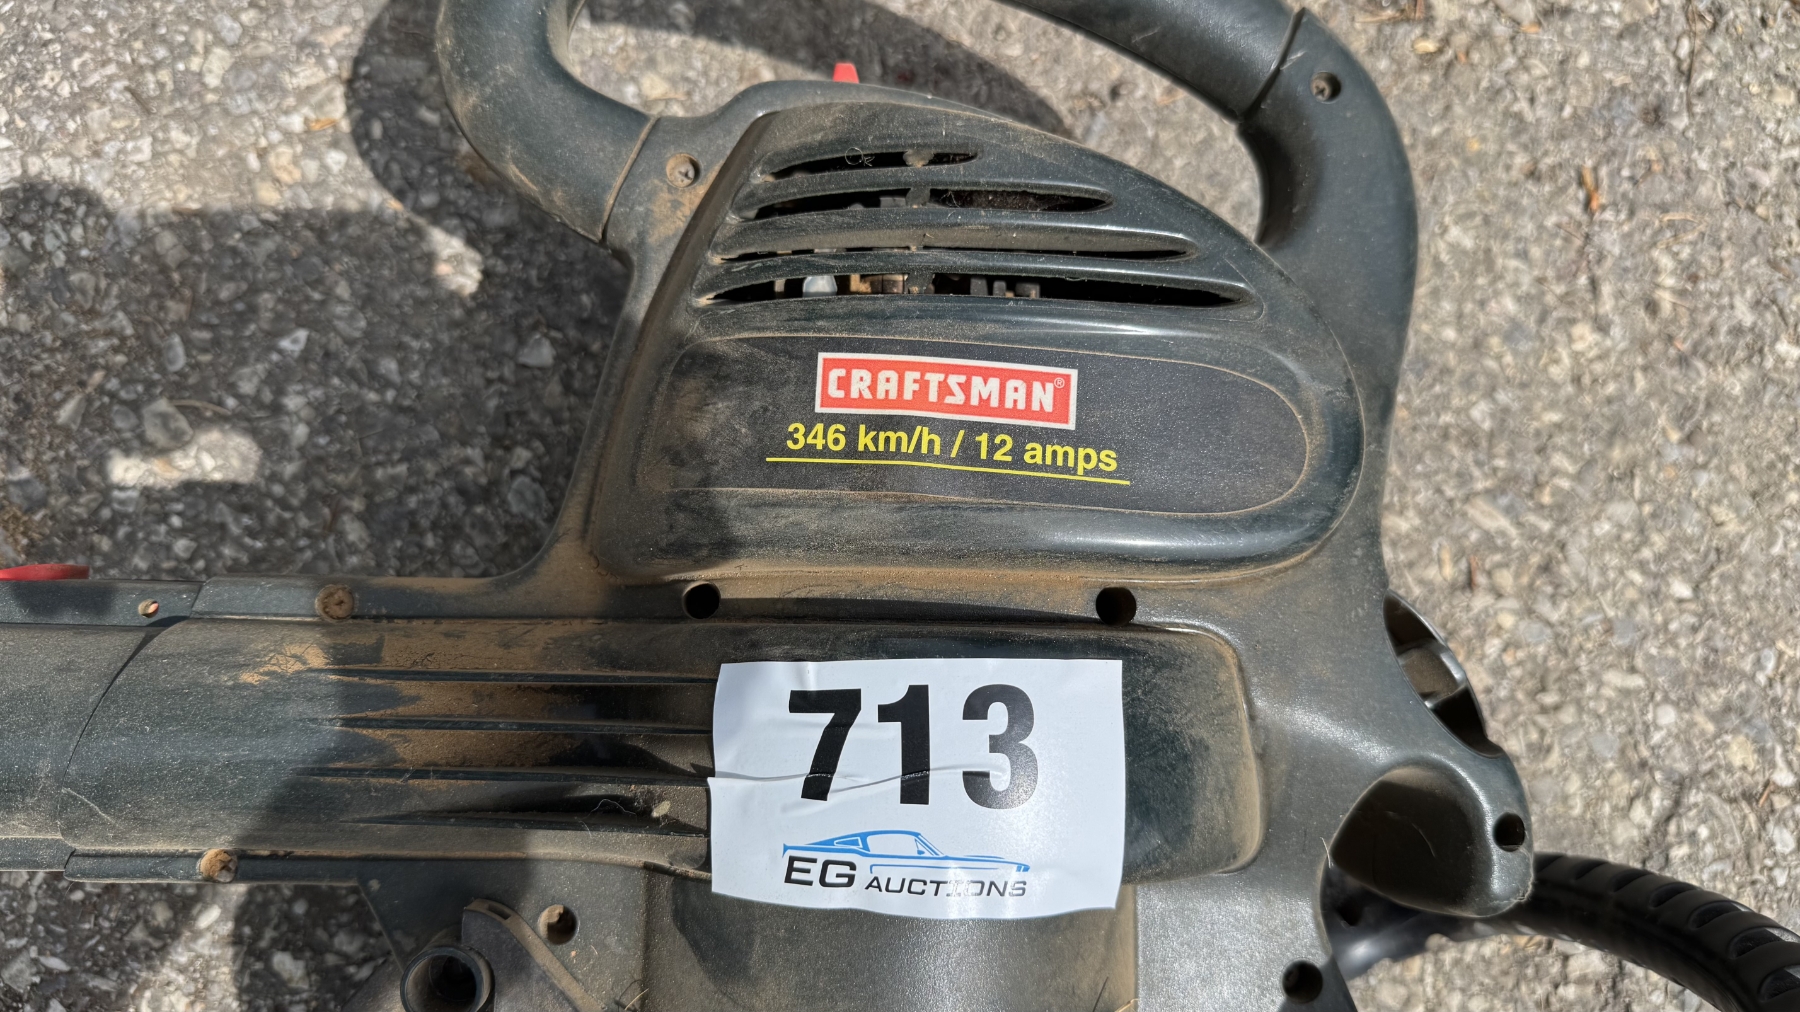 CRAFTSMAN®
346 km/h / 12 amps
713
EG AUCTIONS